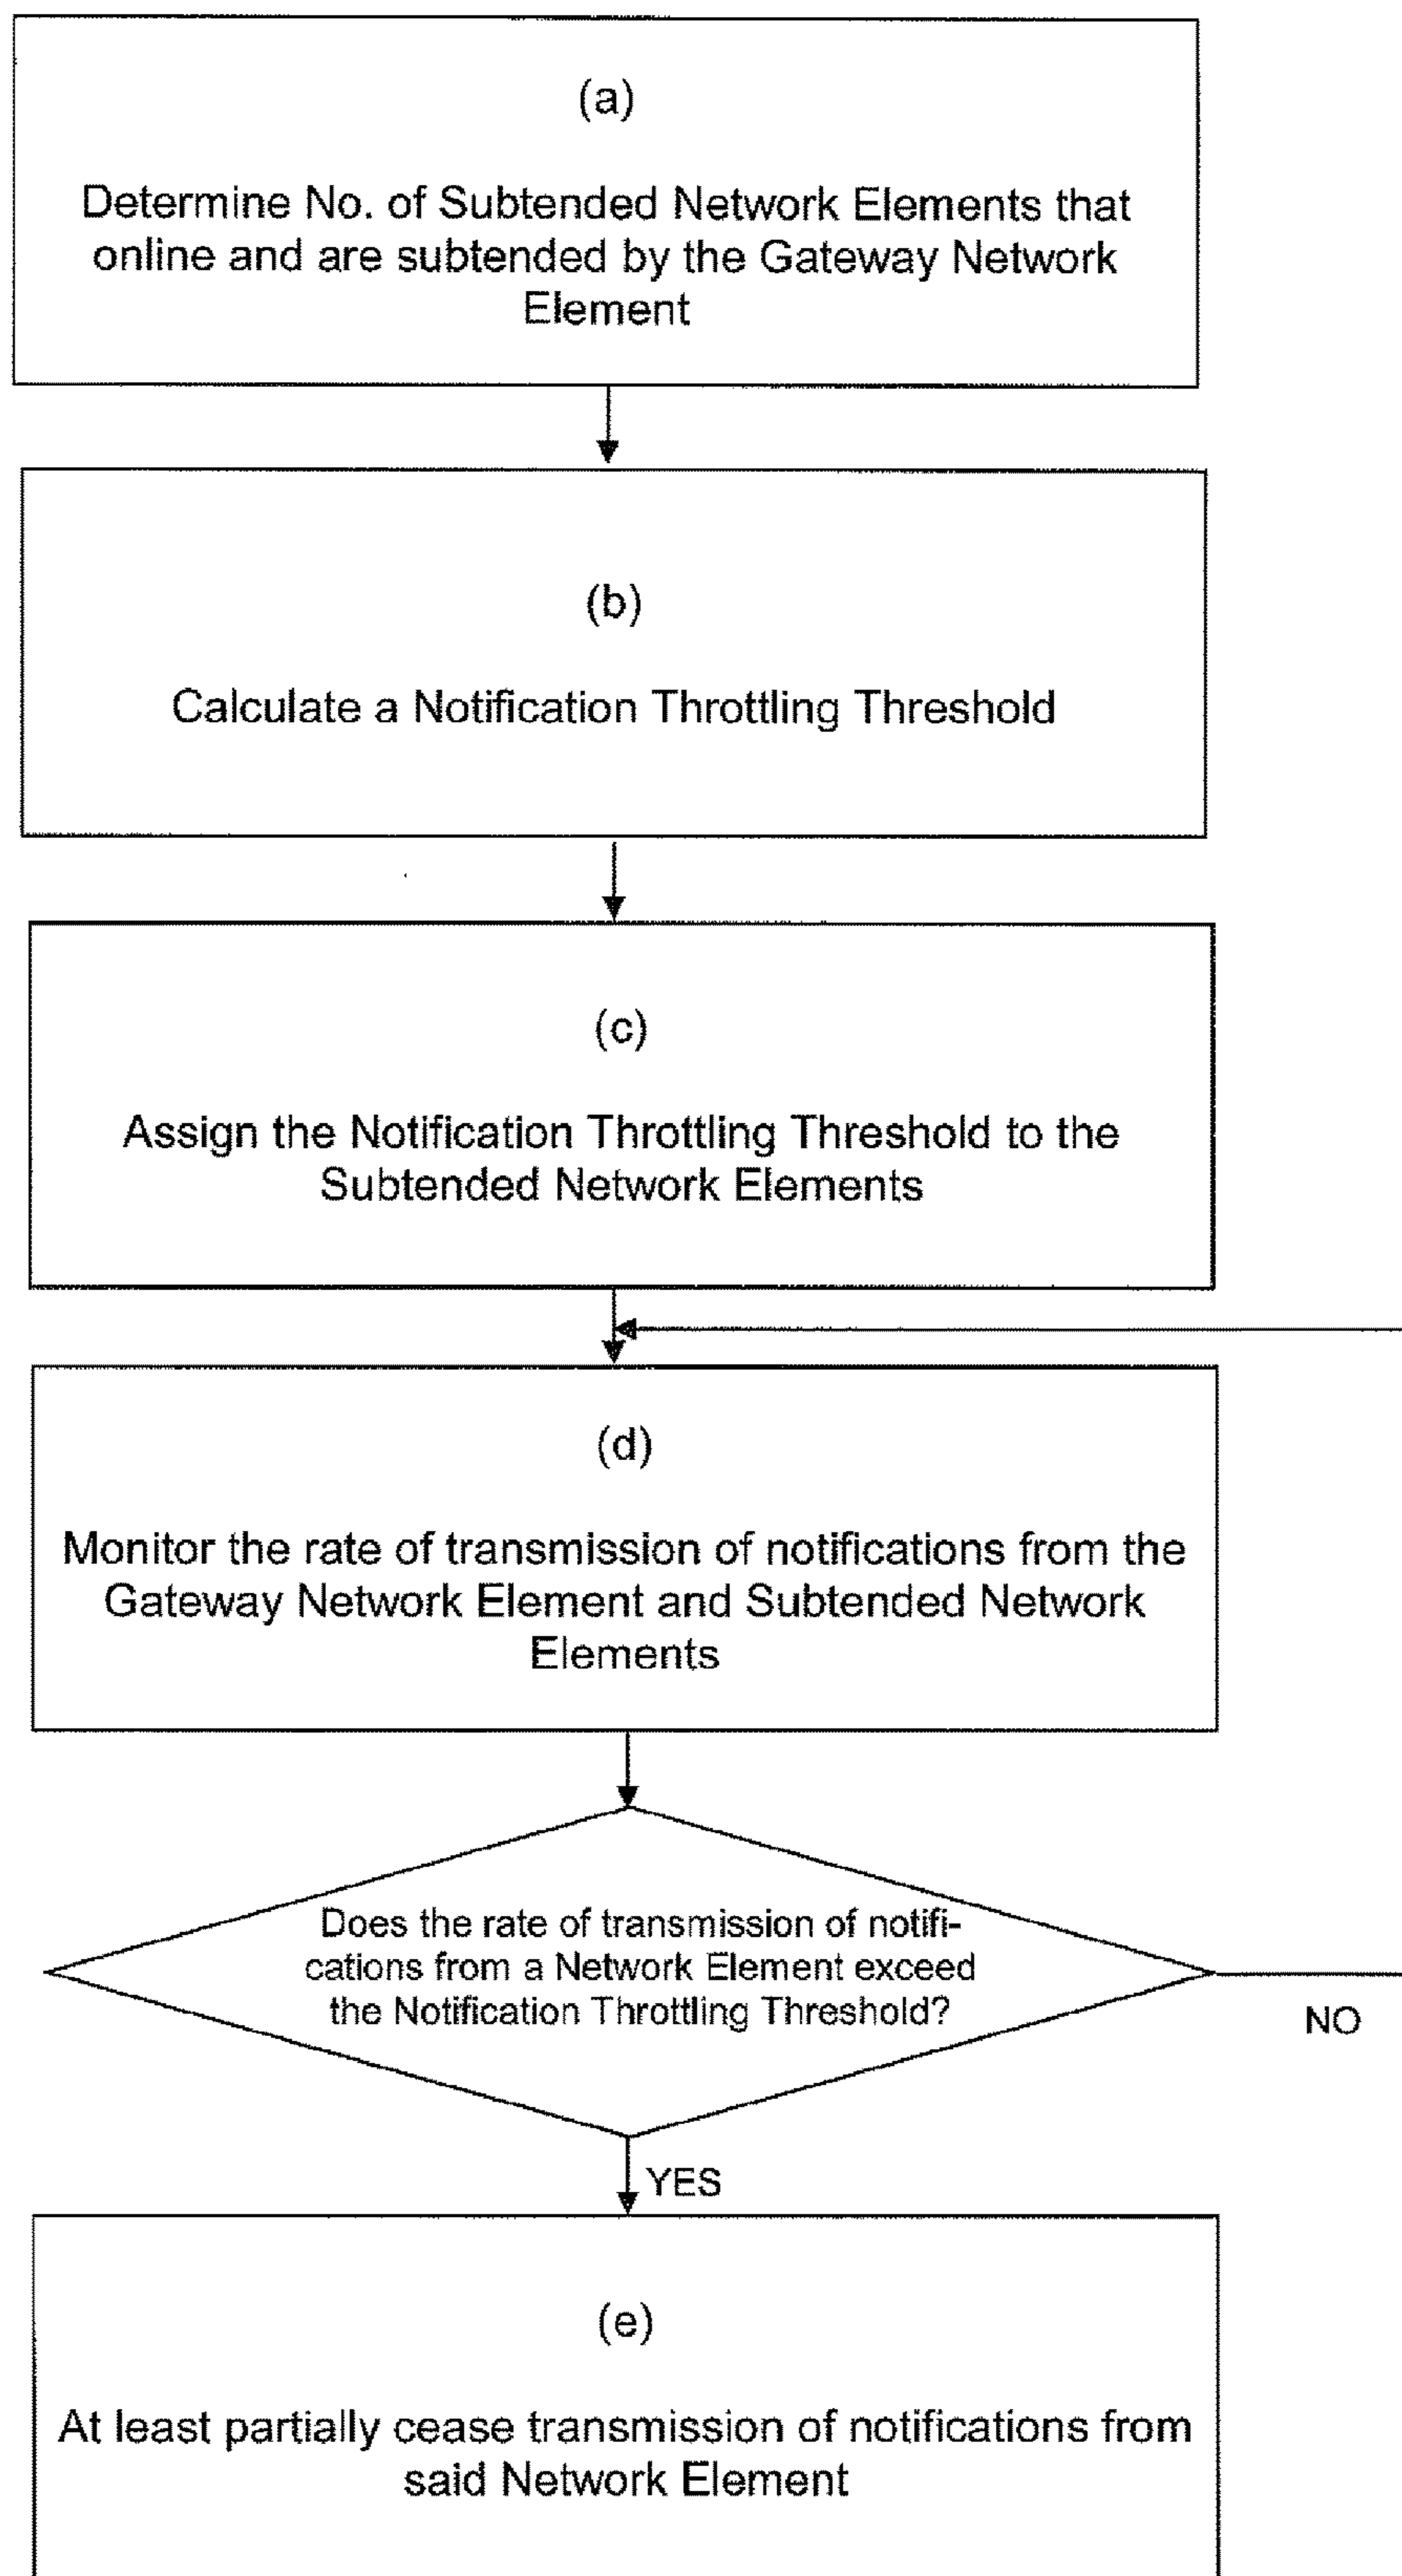 (a)
Determine No. of Subtended Network Elements that
online and are subtended by the Gateway Network
Element
(b)
Calculate a Notification Throttling Threshold
(c)
Assign the Notification Throttling Threshold to the
Subtended Network Elements
(d)
Monitor the rate of transmission of notifications from the
Gateway Network Element and Subtended Network
Elements
Does the rate of transmission of notifi-
cations from a Network Element exceed
the Notification Throttling Threshold?
NO
YES
(e)
At least partially cease transmission of notifications from
said Network Element